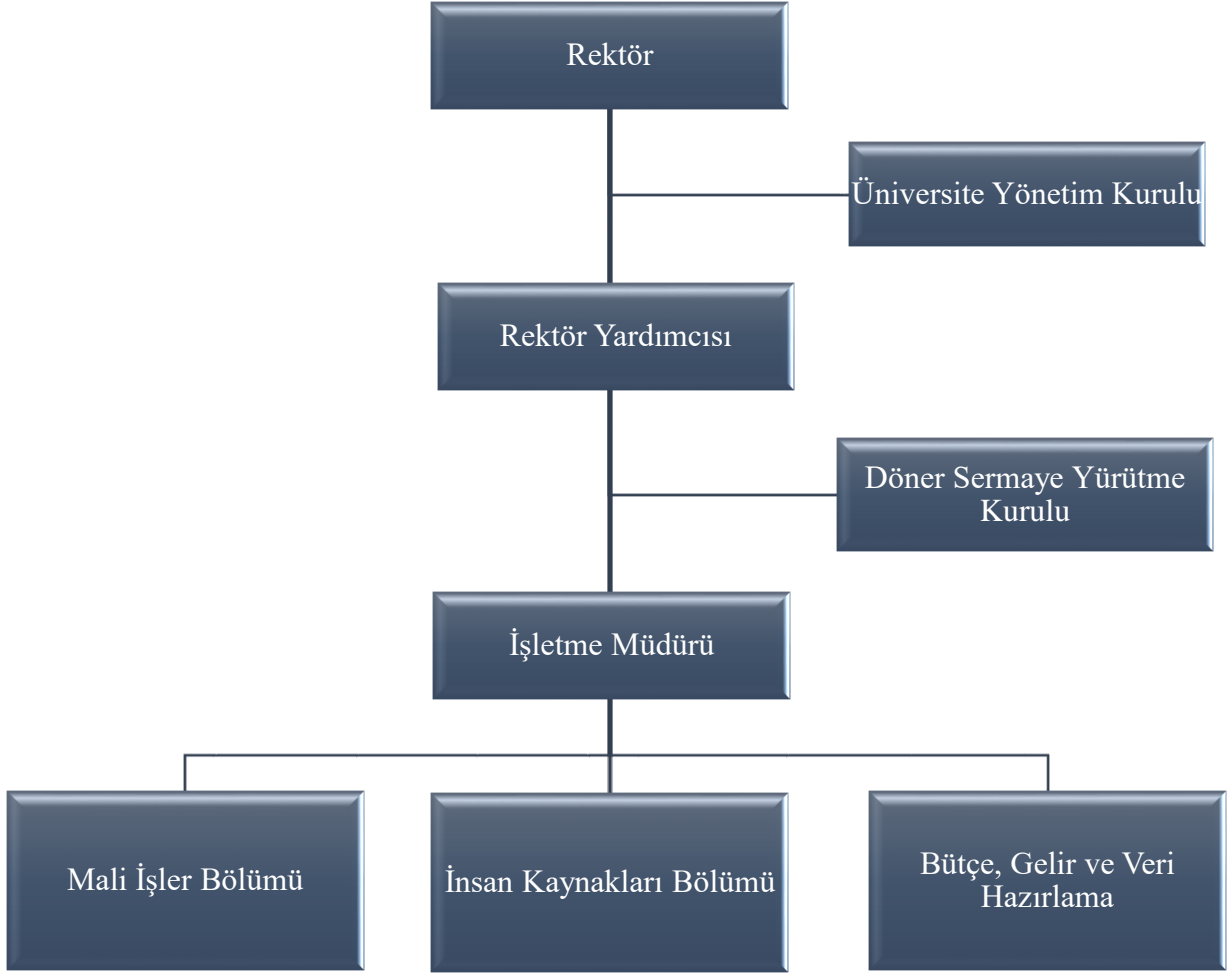 Rektör
Üniversite Yönetim Kurulu
Rektör Yardımcısı
Döner Sermaye Yürütme
Kurulu
İşletme Müdürü
Mali İşler Bölümü
İnsan Kaynakları Bölümü
Bütçe, Gelir ve Veri
Hazırlama